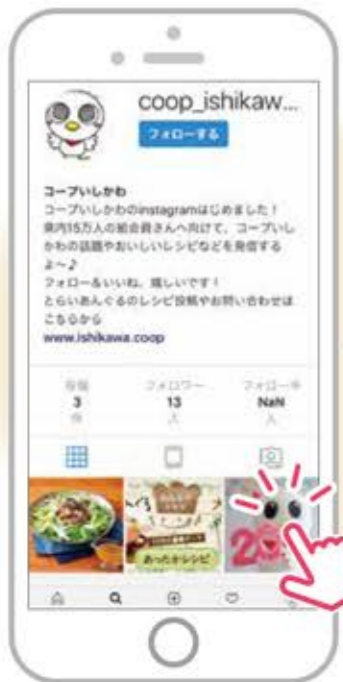 coop_ishikaw...
フォローする
コープいしかわ
コープいしかわのinstagramはじめました！
県内15万人の組合員さんへ向けて、コープいし
かわの話題やおいしいレシピなどを発信する
よ～♪
フォロー＆いいね、嬉しいです！
とらいあんぐるのレシピ投稿やお問い合わせは
こちらから
www.ishikawa.coop
投稿 フォロワー フォロー中
3 13 NaN
件 人 人
あったかレシピ
2